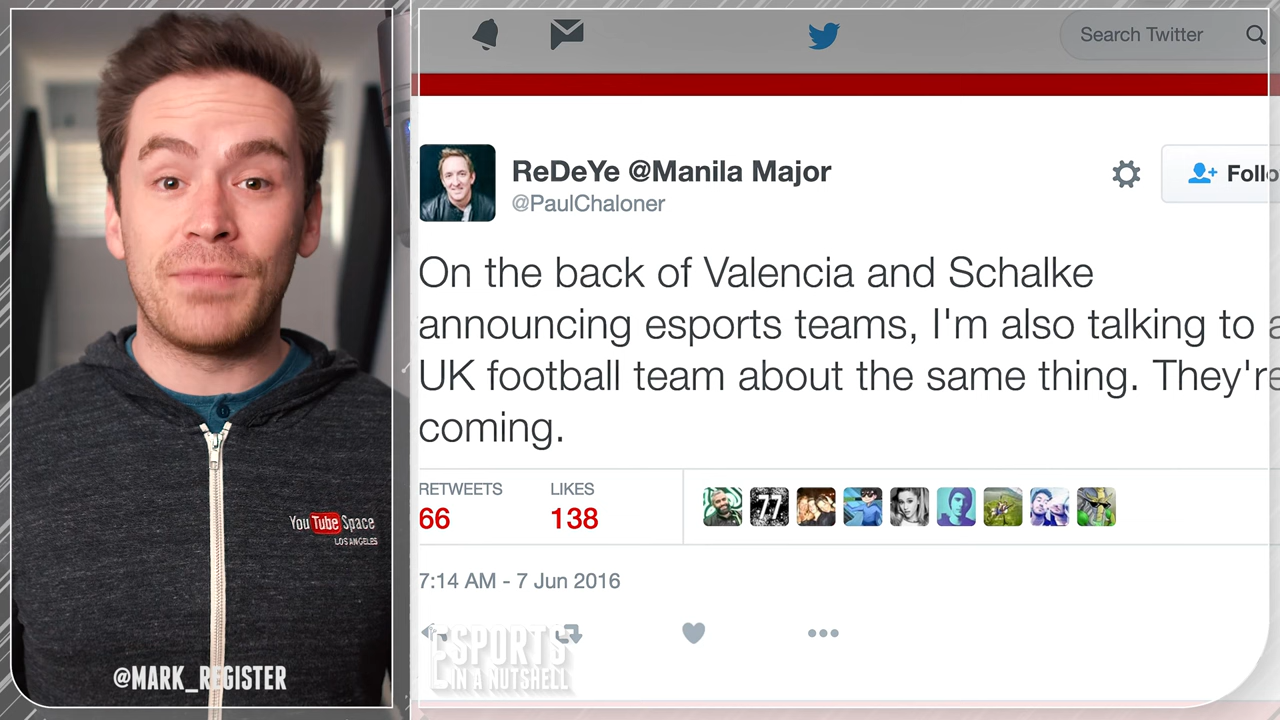 You Tube Space
LOS ANGELES
@MARK_REGISTER
Search Twitter
ReDeYe @Manila Major
@PaulChaloner
Follo
On the back of Valencia and Schalke
announcing esports teams, I'm also talking to a
UK football team about the same thing. They're
coming.
RETWEETS
66
LIKES
138
77
7:14 AM - 7 Jun 2016
ESPORTS
IN A NUTSHELL